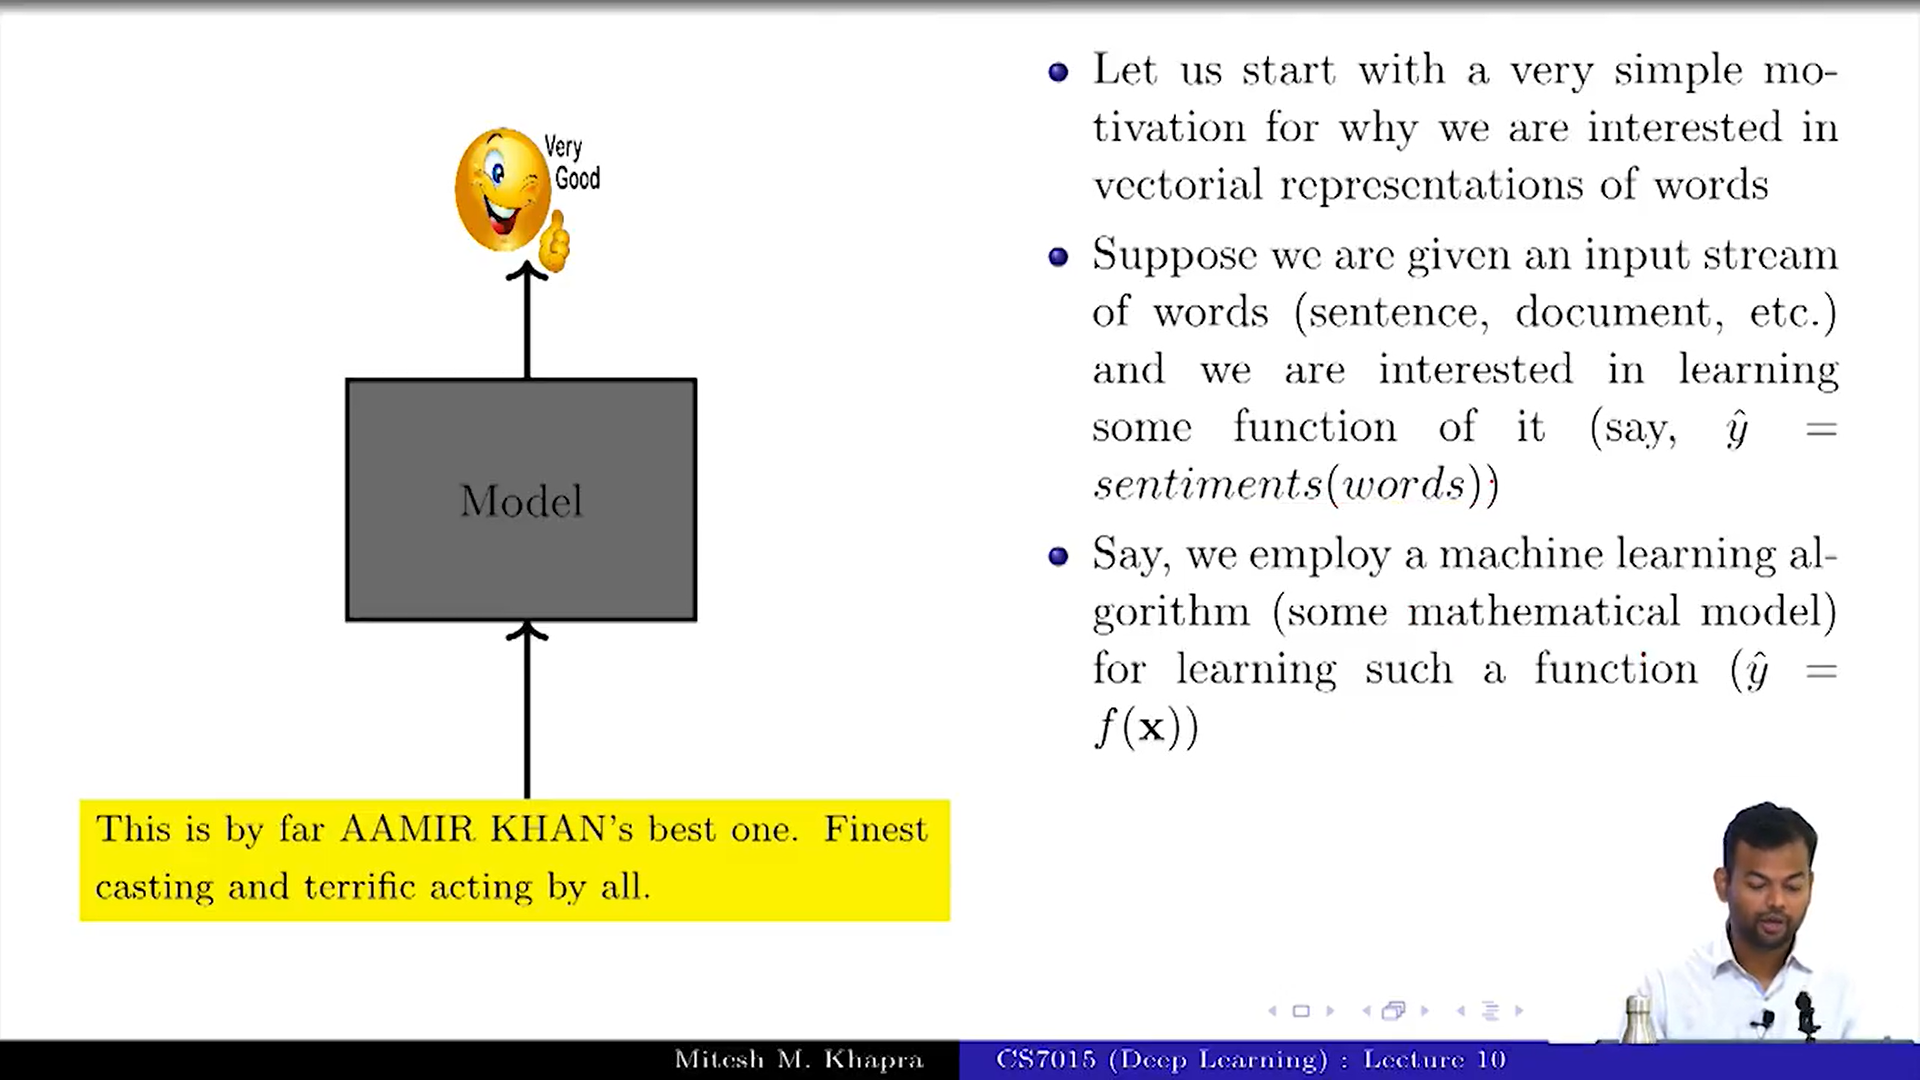 Very
Good
Model
This is by far AAMIR KHAN's best one. Finest
casting and terrific acting by all.
Let us start with a very simple mo-
tivation for why we are interested in
vectorial representations of words
Suppose we are given an input stream
of words (sentence, document, etc.)
and we are interested in learning
some function of it (say, ŷ =
sentiments(words))
Say, we employ a machine learning al-
gorithm (some mathematical model)
for learning such a function (ŷ =
f(x))
Mitesh M. Khapra
CS7015 (Deep Learning) : Lecture 10